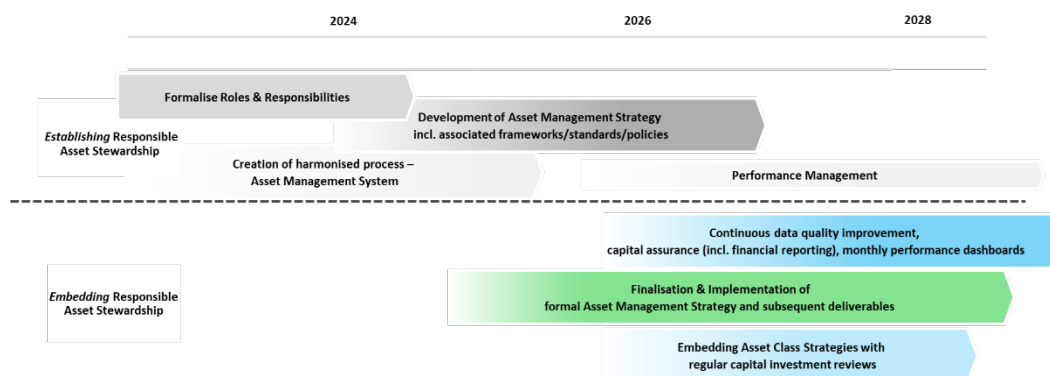 2024
2026
2028
Formalise Roles & Responsibilities
Establishing Responsible
Asset Stewardship
Development of Asset Management Strategy
incl. associated frameworks/standards/policies
Creation of harmonised process –
Asset Management System
Performance Management
Embedding Responsible
Asset Stewardship
Continuous data quality improvement,
capital assurance (incl. financial reporting), monthly performance dashboards
Finalisation & Implementation of
formal Asset Management Strategy and subsequent deliverables
Embedding Asset Class Strategies with
regular capital investment reviews